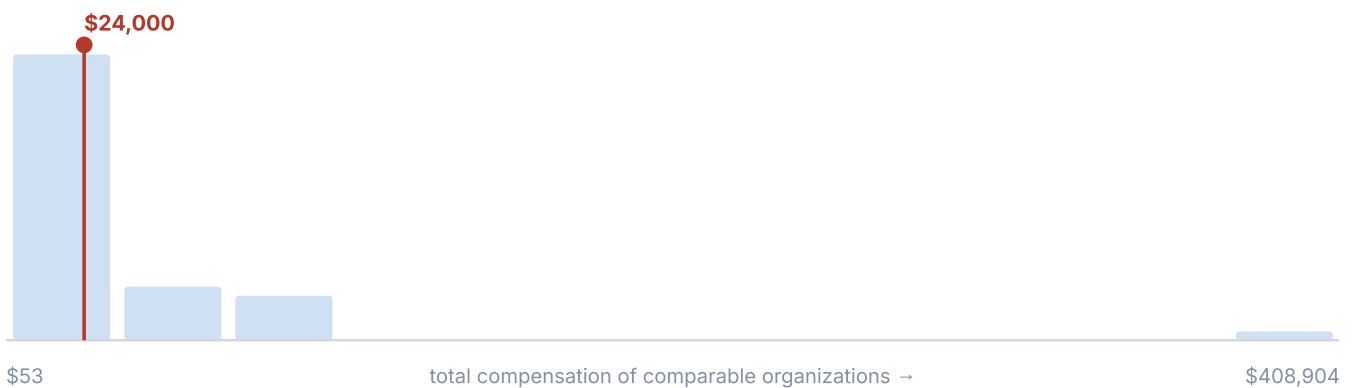 $24,000
$53 total compensation of comparable organizations → $408,904